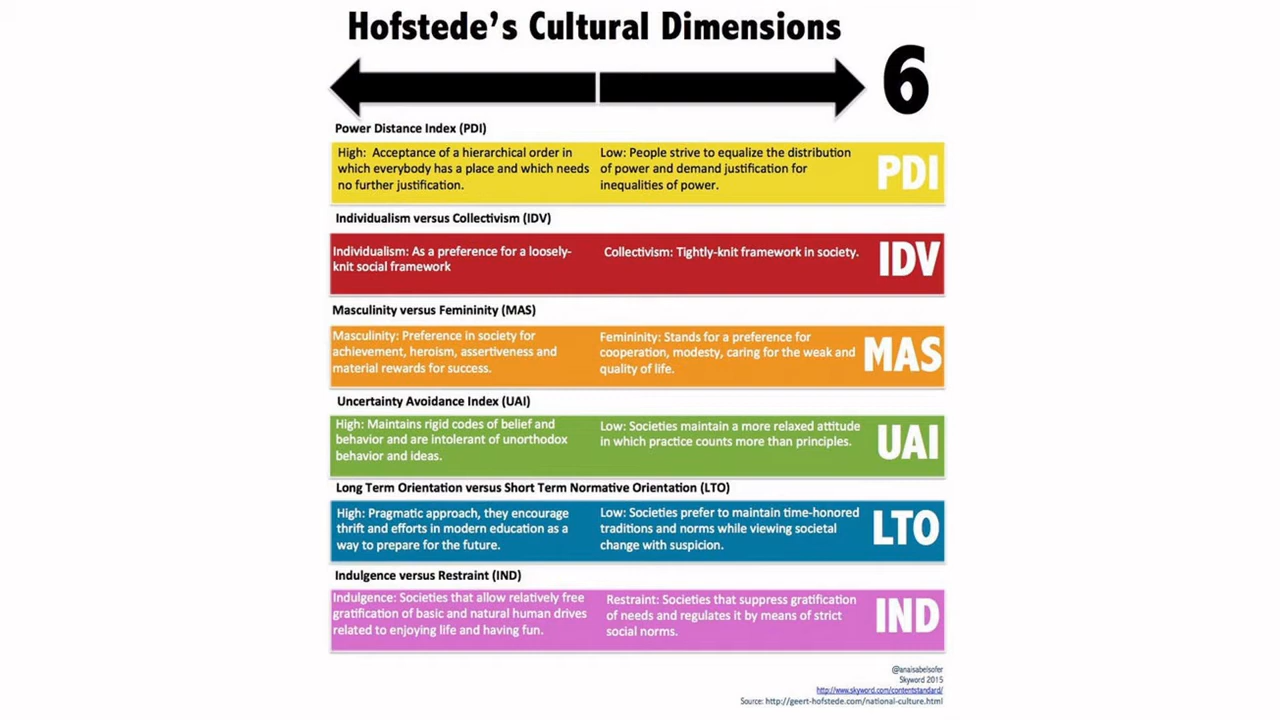 Hofstede's Cultural Dimensions
6
Power Distance Index (PDI)
High: Acceptance of a hierarchical order in
which everybody has a place and which needs
no further justification.
Low: People strive to equalize the distribution
of power and demand justification for
inequalities of power.
PDI
Individualism versus Collectivism (IDV)
Individualism: As a preference for a loosely-
knit social framework
Collectivism: Tightly-knit framework in society.
IDV
Masculinity versus Femininity (MAS)
Masculinity: Preference in society for
achievement, heroism, assertiveness and
material rewards for success.
Femininity: Stands for a preference for
cooperation, modesty, caring for the weak and
quality of life.
MAS
Uncertainty Avoidance Index (UAI)
High: Maintains rigid codes of belief and
behavior and are intolerant of unorthodox
behavior and ideas.
Low: Societies maintain a more relaxed attitude
in which practice counts more than principles.
UAI
Long Term Orientation versus Short Term Normative Orientation (LTO)
High: Pragmatic approach, they encourage
thrift and efforts in modern education as a
way to prepare for the future.
Low: Societies prefer to maintain time-honored
traditions and norms while viewing societal
change with suspicion.
LTO
Indulgence versus Restraint (IND)
Indulgence: Societies that allow relatively free
gratification of basic and natural human drives
related to enjoying life and having fun.
Restraint: Societies that suppress gratification
of needs and regulates it by means of strict
social norms.
IND
@anaisabelsofer
Skyword 2015
http://www.skyword.com/contentstandard/
Source: http://geert-hofstede.com/national-culture.html